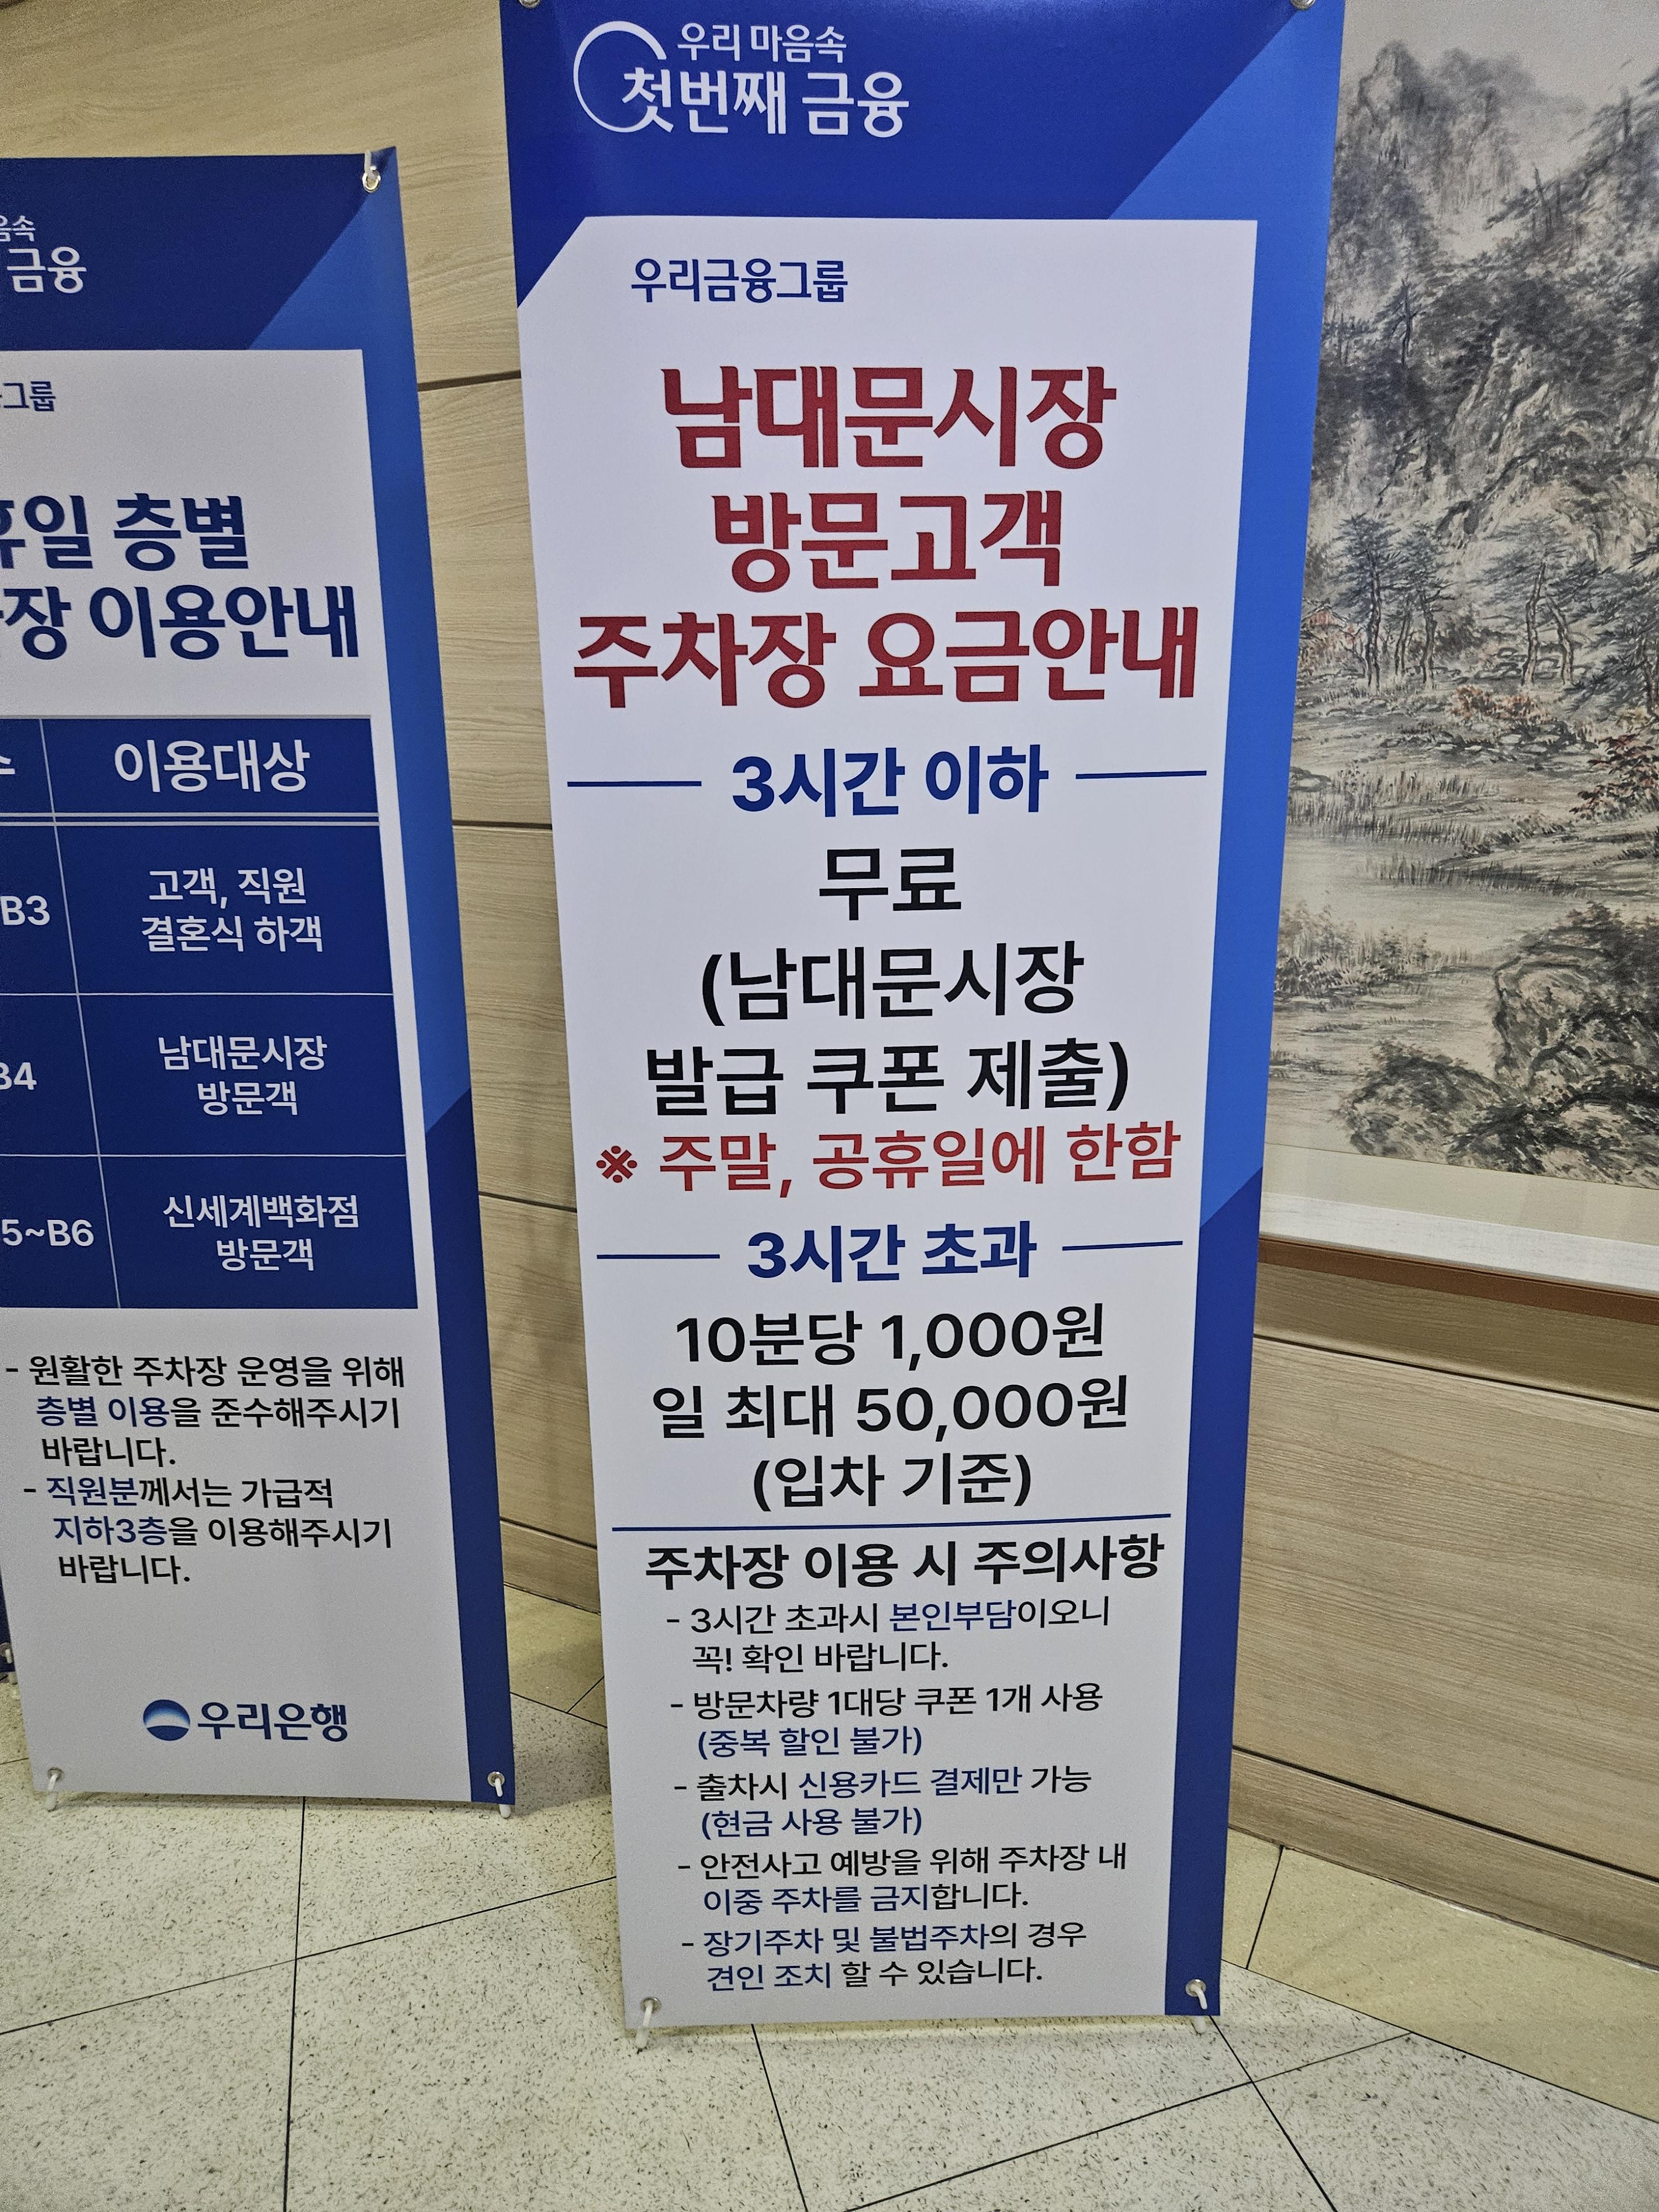 음속
금융
그룹
휴일 층별
장 이용안내
이용대상
B3
고객, 직원
결혼식 하객
B4
남대문시장
방문객
5~B6
신세계백화점
방문객
- 원활한 주차장 운영을 위해
층별 이용을 준수해주시기
바랍니다.
- 직원분께서는 가급적
지하3층을 이용해주시기
바랍니다.
우리은행
우리 마음속
첫번째 금융
우리금융그룹
남대문시장
방문고객
주차장 요금안내
3시간 이하
무료
(남대문시장
발급 쿠폰 제출)
※ 주말, 공휴일에 한함
3시간 초과
10분당 1,000원
일 최대 50,000원
(입차 기준)
주차장 이용 시 주의사항
- 3시간 초과시 본인부담이오니
꼭! 확인 바랍니다.
- 방문차량 1대당 쿠폰 1개 사용
(중복 할인 불가)
- 출차시 신용카드 결제만 가능
(현금 사용 불가)
- 안전사고 예방을 위해 주차장 내
이중 주차를 금지합니다.
- 장기주차 및 불법주차의 경우
견인 조치 할 수 있습니다.